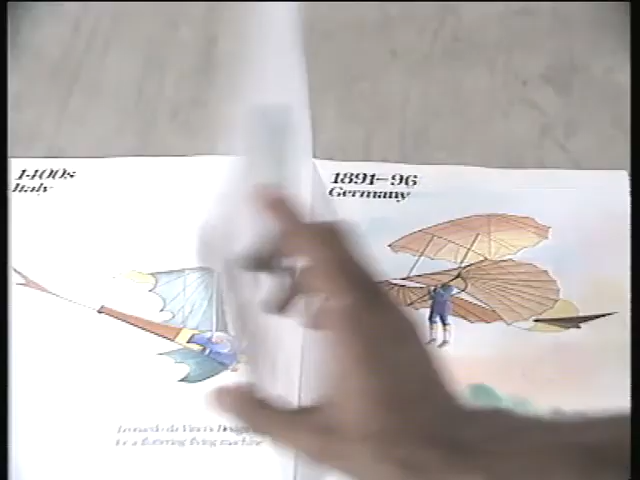 1400s
Italy
1891–96
Germany
Leonardo da Vinci's Design
for a fluttering flying machine